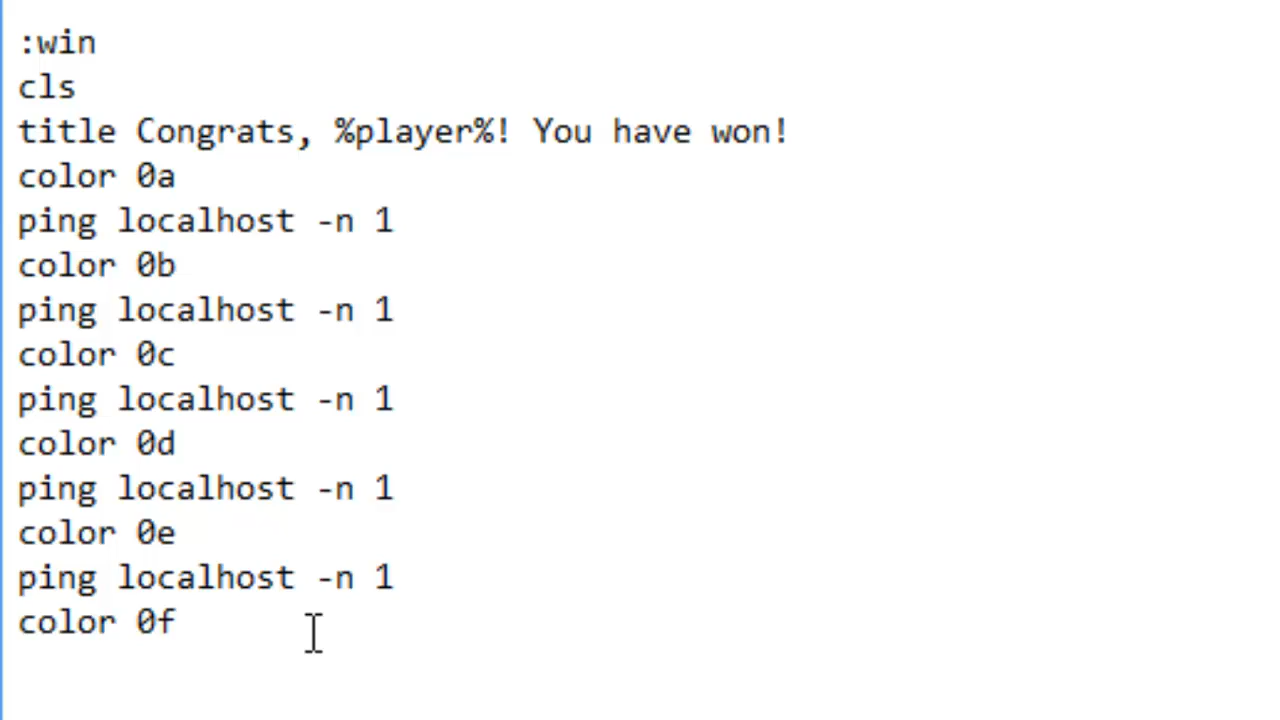 :win
cls
title Congrats, %player%! You have won!
color 0a
ping localhost -n 1
color 0b
ping localhost -n 1
color 0c
ping localhost -n 1
color 0d
ping localhost -n 1
color 0e
ping localhost -n 1
color 0f